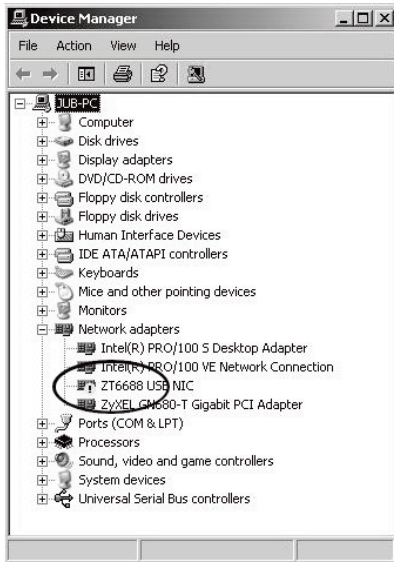 Device Manager
File Action View Help
JUB-PC
Computer
Disk drives
Display adapters
DVD/CD-ROM drives
Floppy disk controllers
Floppy disk drives
Human Interface Devices
IDE ATA/ATAPI controllers
Keyboards
Mice and other pointing devices
Monitors
Network adapters
Intel(R) PRO/100 S Desktop Adapter
Intel(R) PRO/100 VE Network Connection
ZT6688 USB NIC
ZyXEL GN680-T Gigabit PCI Adapter
Ports (COM & LPT)
Processors
Sound, video and game controllers
System devices
Universal Serial Bus controllers